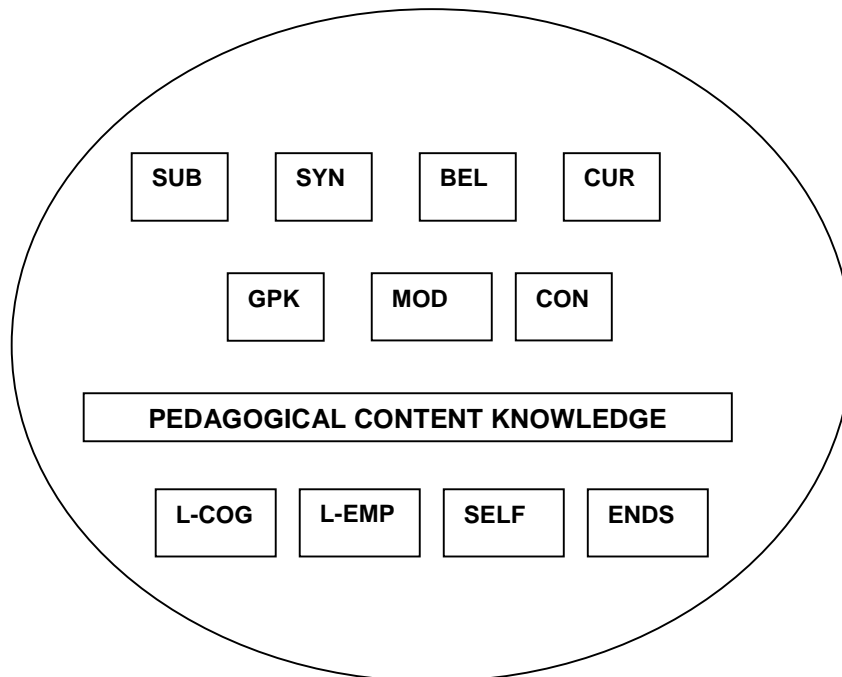 SUB SYN BEL CUR
GPK MOD CON
PEDAGOGICAL CONTENT KNOWLEDGE
L-COG L-EMP SELF ENDS